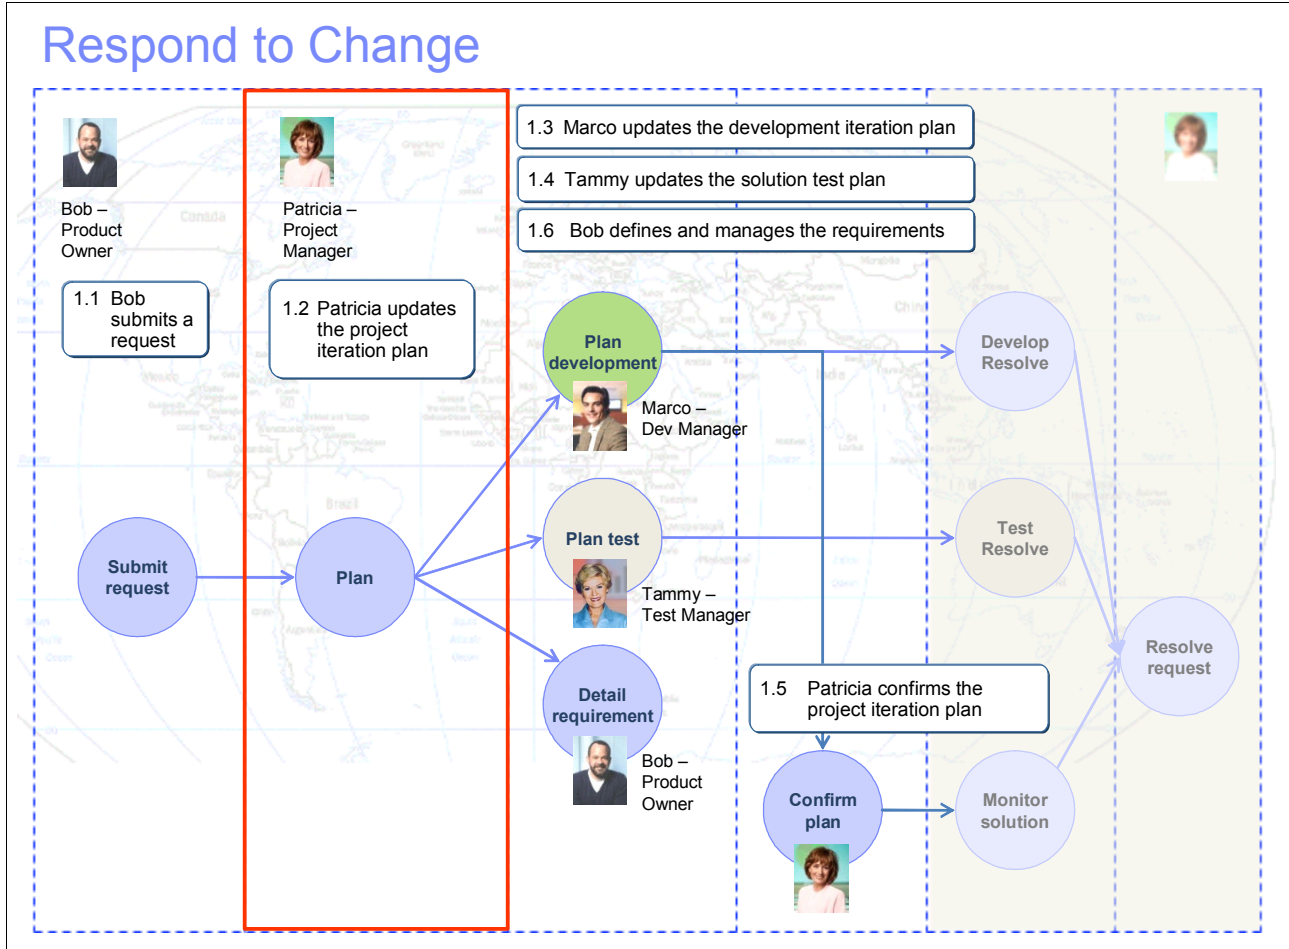 Respond to Change
Bob –
Product
Owner
1.1 Bob
submits a
request
Patricia –
Project
Manager
1.2 Patricia updates
the project
iteration plan
1.3 Marco updates the development iteration plan
1.4 Tammy updates the solution test plan
1.6 Bob defines and manages the requirements
Submit
request
Plan
Plan
development
Marco –
Dev Manager
Plan test
Tammy –
Test Manager
Detail
requirement
Bob –
Product
Owner
1.5 Patricia confirms the
project iteration plan
Confirm
plan
Develop
Resolve
Test
Resolve
Monitor
solution
Resolve
request
Canada
Brazil
India